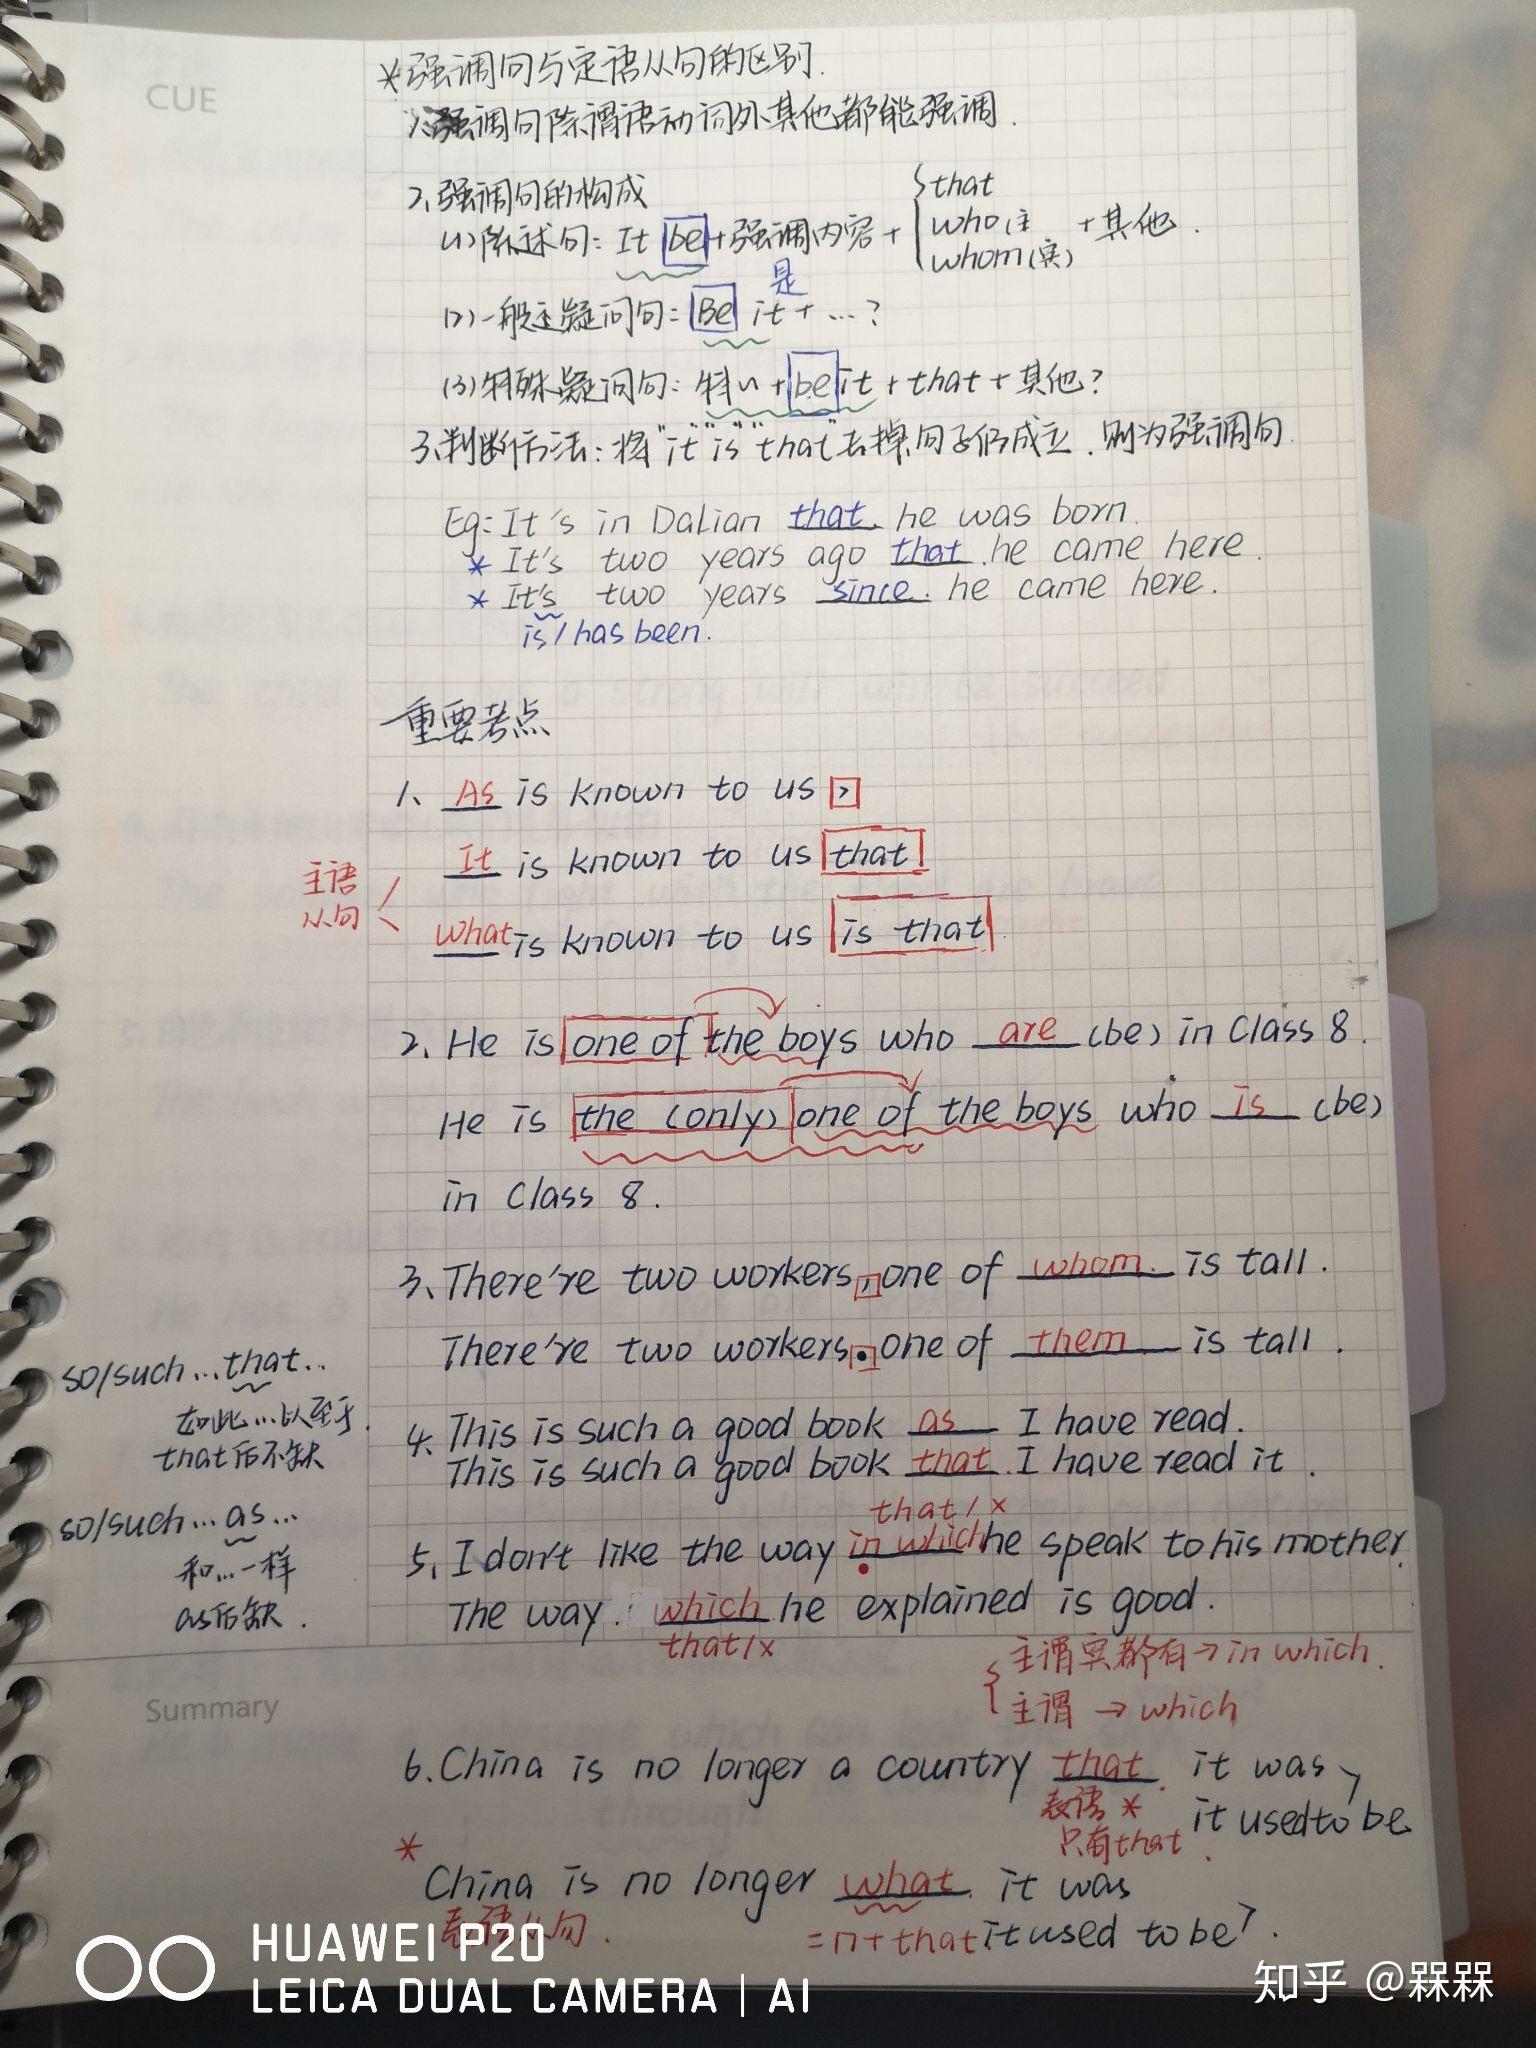 CUE
*强调句与定语从句的区别.
1.强调句除谓语动词外其他都能强调.
2.强调句的构成
(1)陈述句: It be+强调内容+{that who(主 whom(宾) +其他.
是
(2)一般疑问句: Be it+...?
(3)特殊疑问句: 特w+be it+that+其他?
3.判断方法:将"it""is""that"去掉,句子仍成立,则为强调句.
Eg: It's in Dalian that he was born.
* It's two years ago that he came here.
* It's two years since he came here.
is/has been.
重要考点
1、As is known to us ,
It is known to us that
主语从句
What is known to us is that
2、He is one of the boys who are (be) in Class 8.
He is the (only) one of the boys who is (be)
in Class 8.
3、There're two workers, one of whom is tall.
There're two workers. one of them is tall.
so/such...that...
如此...以至于.
that后不缺
4、This is such a good book as I have read.
This is such a good book that I have read it.
so/such...as...
和...一样
as后缺.
that/×
5、I don't like the way in which he speak to his mother.
The way which he explained is good.
that/×
主谓宾都有→in which.
主谓 → which
Summary
6.China is no longer a country that it was,
表语 *
只有that
it used to be
*
China is no longer what it was
表语从句.
=n+that it used to be?.
HUAWEI P20
LEICA DUAL CAMERA | AI
知乎 @槑槑